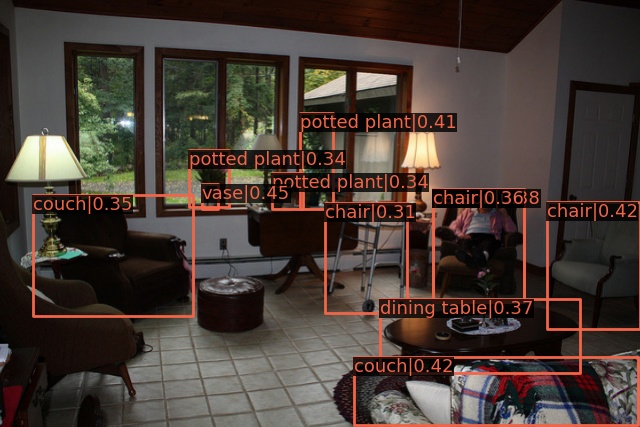 potted plant|0.41
potted plant|0.34
potted plant|0.34
vase|0.45
couch|0.35
chair|0.36
chair|0.31
chair|0.42
dining table|0.37
couch|0.42